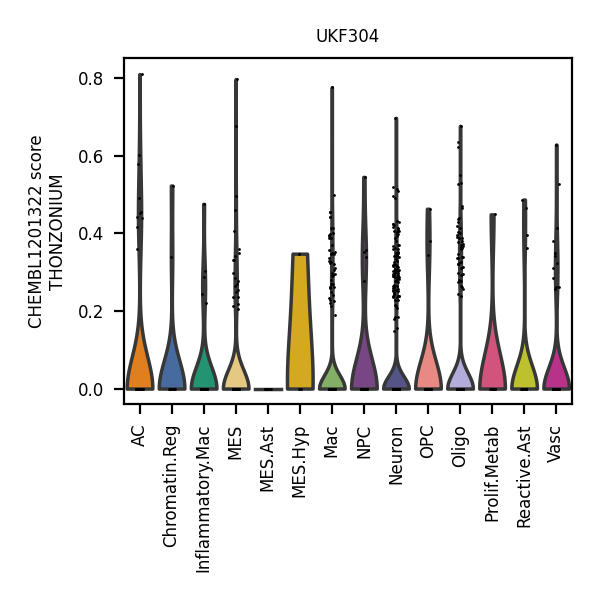 UKF304
CHEMBL1201322 score
THONZONIUM
0.8
0.6
0.4
0.2
0.0
AC
Chromatin.Reg
Inflammatory.Mac
MES
MES.Ast
MES.Hyp
Mac
NPC
Neuron
OPC
Oligo
Prolif.Metab
Reactive.Ast
Vasc